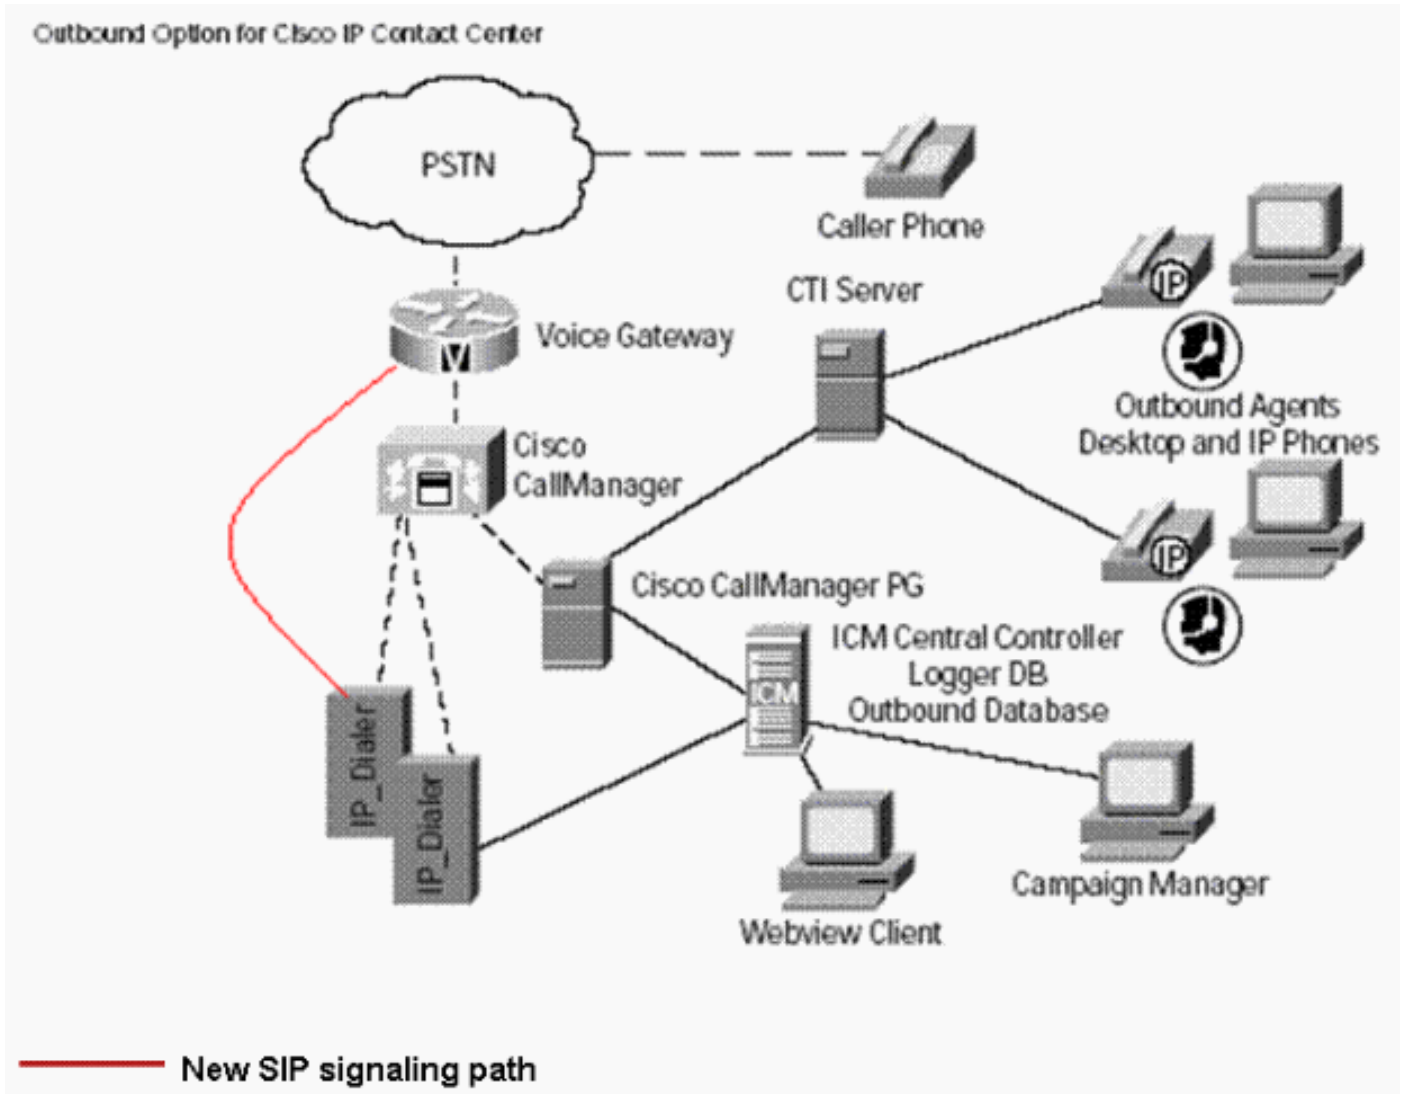 Outbound Option for Cisco IP Contact Center
PSTN
Caller Phone
CTI Server
IP
Voice Gateway
V
Outbound Agents
Desktop and IP Phones
Cisco
CallManager
IP
Cisco CallManager PG
ICM Central Controller
Logger DB
Outbound Database
ICM
IP_Dialer
IP_Dialer
Campaign Manager
Webview Client
New SIP signaling path